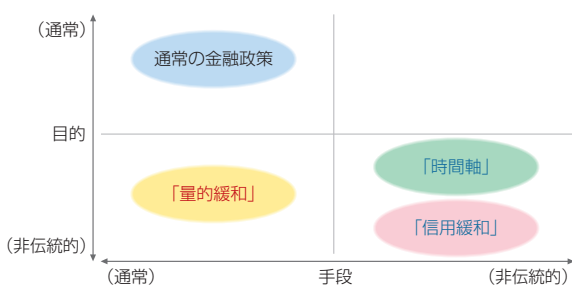 （通常）
通常の金融政策
目的
「時間軸」
「量的緩和」
「信用緩和」
（非伝統的）
（通常）
手段
（非伝統的）